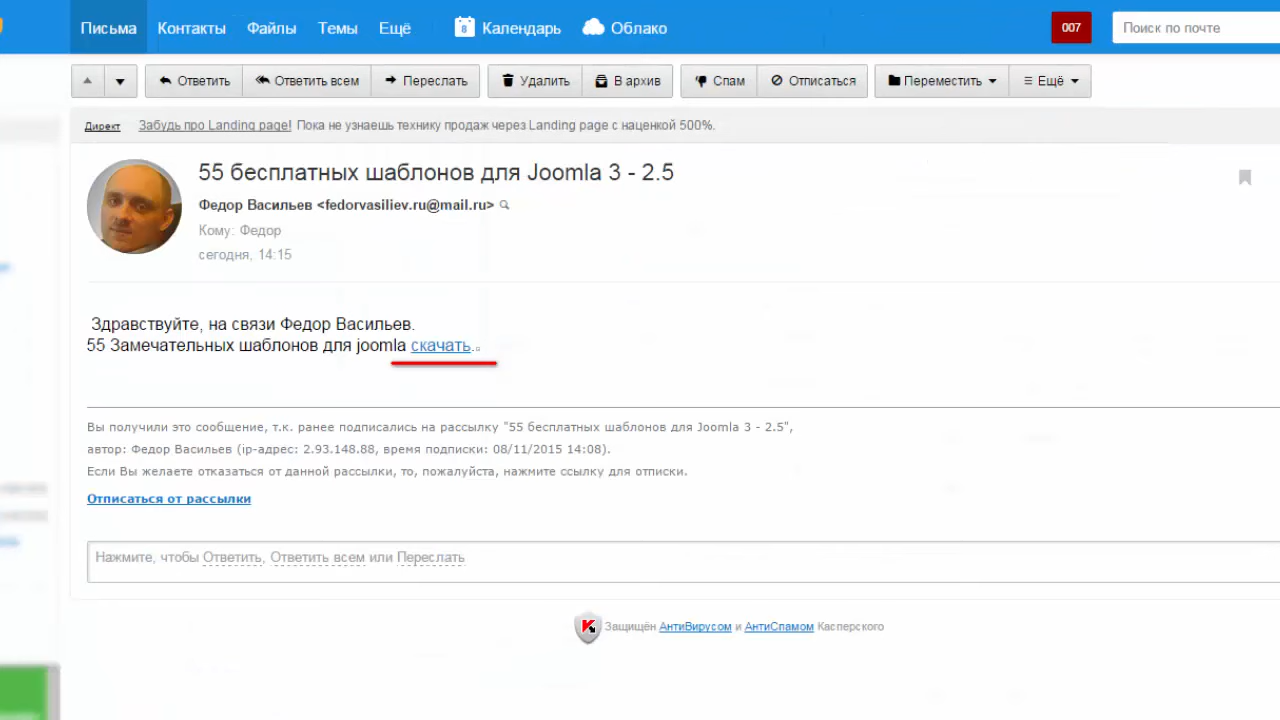 Письма Контакты Файлы Темы Ещё 8 Календарь Облако 007 Поиск по почте
Ответить Ответить всем Переслать Удалить В архив Спам Отписаться Переместить Ещё
Директ Забудь про Landing page! Пока не узнаешь технику продаж через Landing page с наценкой 500%.
55 бесплатных шаблонов для Joomla 3 - 2.5
Федор Васильев <fedorvasiliev.ru@mail.ru>
Кому: Федор
сегодня, 14:15
Здравствуйте, на связи Федор Васильев.
55 Замечательных шаблонов для joomla скачать.
Вы получили это сообщение, т.к. ранее подписались на рассылку "55 бесплатных шаблонов для Joomla 3 - 2.5",
автор: Федор Васильев (ip-адрес: 2.93.148.88, время подписки: 08/11/2015 14:08).
Если Вы желаете отказаться от данной рассылки, то, пожалуйста, нажмите ссылку для отписки.
Отписаться от рассылки
Нажмите, чтобы Ответить, Ответить всем или Переслать
Защищён АнтиВирусом и АнтиСпамом Касперского